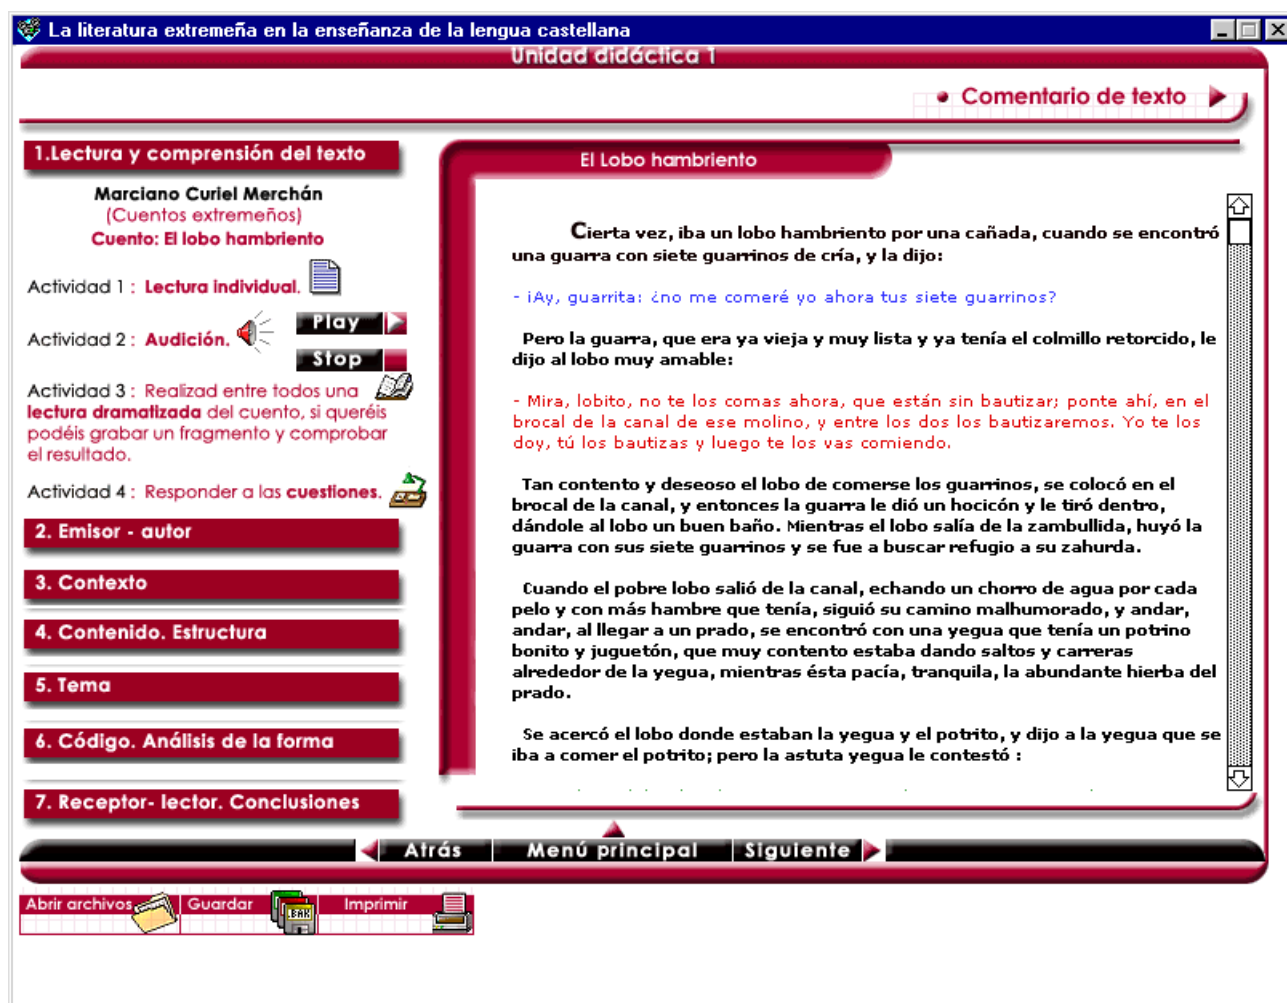 La literatura extremeña en la enseñanza de la lengua castellana
Unidad didáctica 1
Comentario de texto
1.Lectura y comprensión del texto
Marciano Curiel Merchán
(Cuentos extremeños)
Cuento: El lobo hambriento
Actividad 1 : Lectura individual.
Actividad 2 : Audición.
Play
Stop
Actividad 3 : Realizad entre todos una
lectura dramatizada del cuento, si queréis
podéis grabar un fragmento y comprobar
el resultado.
Actividad 4 : Responder a las cuestiones.
2. Emisor - autor
3. Contexto
4. Contenido. Estructura
5. Tema
6. Código. Análisis de la forma
7. Receptor- lector. Conclusiones
El Lobo hambriento
Cierta vez, iba un lobo hambriento por una cañada, cuando se encontró
una guarra con siete guarrinos de cría, y la dijo:
- ¡Ay, guarrita: ¿no me comeré yo ahora tus siete guarrinos?
Pero la guarra, que era ya vieja y muy lista y ya tenía el colmillo retorcido, le
dijo al lobo muy amable:
- Mira, lobito, no te los comas ahora, que están sin bautizar; ponte ahí, en el
brocal de la canal de ese molino, y entre los dos los bautizaremos. Yo te los
doy, tú los bautizas y luego te los vas comiendo.
Tan contento y deseoso el lobo de comerse los guarrinos, se colocó en el
brocal de la canal, y entonces la guarra le dió un hocicón y le tiró dentro,
dándole al lobo un buen baño. Mientras el lobo salía de la zambullida, huyó la
guarra con sus siete guarrinos y se fue a buscar refugio a su zahurda.
Cuando el pobre lobo salió de la canal, echando un chorro de agua por cada
pelo y con más hambre que tenía, siguió su camino malhumorado, y andar,
andar, al llegar a un prado, se encontró con una yegua que tenía un potrino
bonito y juguetón, que muy contento estaba dando saltos y carreras
alrededor de la yegua, mientras ésta pacía, tranquila, la abundante hierba del
prado.
Se acercó el lobo donde estaban la yegua y el potrito, y dijo a la yegua que se
iba a comer el potrito; pero la astuta yegua le contestó :
Atrás
Menú principal
Siguiente
Abrir archivos
Guardar
.BAK
Imprimir